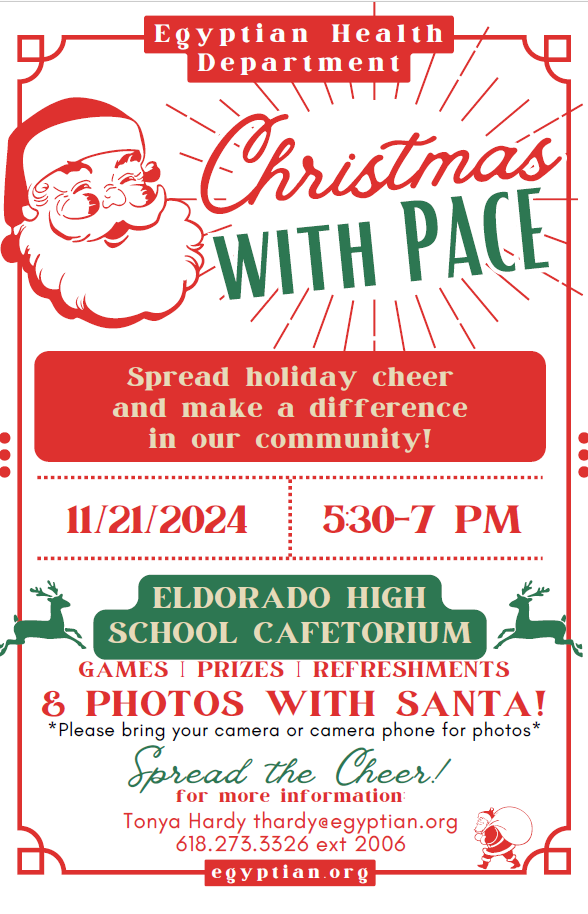 Egyptian Health
Department
Christmas
WITH PACE
Spread holiday cheer
and make a difference
in our community!
11/21/2024 5:30-7 PM
ELDORADO HIGH
SCHOOL CAFETORIUM
GAMES | PRIZES | REFRESHMENTS
& PHOTOS WITH SANTA!
*Please bring your camera or camera phone for photos*
Spread the Cheer!
for more information:
Tonya Hardy thardy@egyptian.org
618.273.3326 ext 2006
egyptian.org